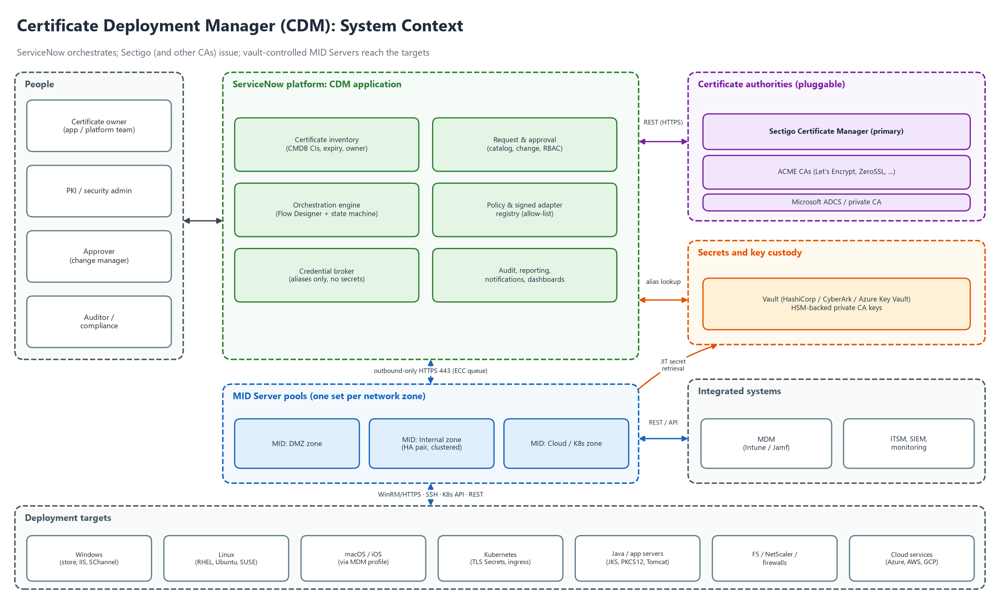 Certificate Deployment Manager (CDM): System Context
ServiceNow orchestrates; Sectigo (and other CAs) issue; vault-controlled MID Servers reach the targets
People
Certificate owner
(app / platform team)
PKI / security admin
Approver
(change manager)
Auditor /
compliance
ServiceNow platform: CDM application
Certificate inventory
(CMDB CIs, expiry, owner)
Request & approval
(catalog, change, RBAC)
Orchestration engine
(Flow Designer + state machine)
Policy & signed adapter
registry (allow-list)
Credential broker
(aliases only, no secrets)
Audit, reporting,
notifications, dashboards
REST (HTTPS)
Certificate authorities (pluggable)
Sectigo Certificate Manager (primary)
ACME CAs (Let's Encrypt, ZeroSSL, ...)
Microsoft ADCS / private CA
alias lookup
Secrets and key custody
Vault (HashiCorp / CyberArk / Azure Key Vault)
HSM-backed private CA keys
JIT secret
retrieval
outbound-only HTTPS 443 (ECC queue)
MID Server pools (one set per network zone)
MID: DMZ zone
MID: Internal zone
(HA pair, clustered)
MID: Cloud / K8s zone
REST / API
Integrated systems
MDM
(Intune / Jamf)
ITSM, SIEM,
monitoring
WinRM/HTTPS · SSH · K8s API · REST
Deployment targets
Windows
(store, IIS, SChannel)
Linux
(RHEL, Ubuntu, SUSE)
macOS / iOS
(via MDM profile)
Kubernetes
(TLS Secrets, ingress)
Java / app servers
(JKS, PKCS12, Tomcat)
F5 / NetScaler /
firewalls
Cloud services
(Azure, AWS, GCP)